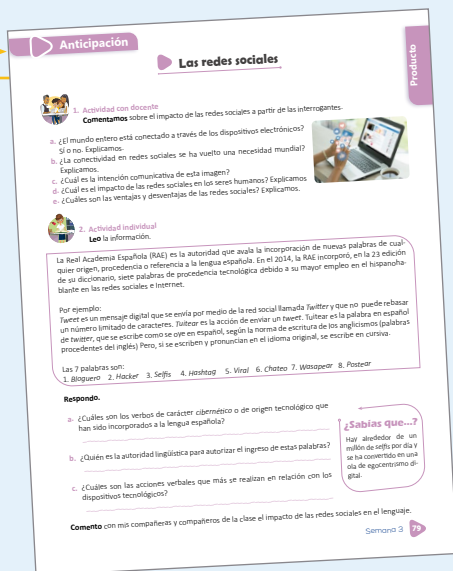 Anticipación
Las redes sociales
Producto
1. Actividad con docente
Comentamos sobre el impacto de las redes sociales a partir de las interrogantes.
a. ¿El mundo entero está conectado a través de los dispositivos electrónicos?
Sí o no. Explicamos.
b. ¿La conectividad en redes sociales se ha vuelto una necesidad mundial?
Explicamos.
c. ¿Cuál es la intención comunicativa de esta imagen?
d. ¿Cuál es el impacto de las redes sociales en los seres humanos? Explicamos
e. ¿Cuáles son las ventajas y desventajas de las redes sociales? Explicamos.
2. Actividad individual
Leo la información.
La Real Academia Española (RAE) es la autoridad que avala la incorporación de nuevas palabras de cual-
quier origen, procedencia o referencia a la lengua española. En el 2014, la RAE incorporó, en la 23 edición
de su diccionario, siete palabras de procedencia tecnológica debido a su mayor empleo en el hispanoha-
blante en las redes sociales e Internet.
Por ejemplo:
Tweet es un mensaje digital que se envía por medio de la red social llamada Twitter y que no puede rebasar
un número limitado de caracteres. Tuitear es la acción de enviar un tweet. Tuitear es la palabra en español
de twitter, que se escribe como se oye en español, según la norma de escritura de los anglicismos (palabras
procedentes del inglés) Pero, si se escriben y pronuncian en el idioma original, se escribe en cursiva.
Las 7 palabras son:
1. Bloguero 2. Hacker 3. Selfis 4. Hashtag 5. Viral 6. Chateo 7. Wasapear 8. Postear
Respondo.
a. ¿Cuáles son los verbos de carácter cibernético o de origen tecnológico que
han sido incorporados a la lengua española?
b. ¿Quién es la autoridad lingüística para autorizar el ingreso de estas palabras?
c. ¿Cuáles son las acciones verbales que más se realizan en relación con los
dispositivos tecnológicos?
¿Sabías que...?
Hay alrededor de un
millón de selfis por día y
se ha convertido en una
ola de egocentrismo di-
gital.
Comento con mis compañeras y compañeros de la clase el impacto de las redes sociales en el lenguaje.
Semana 3 79